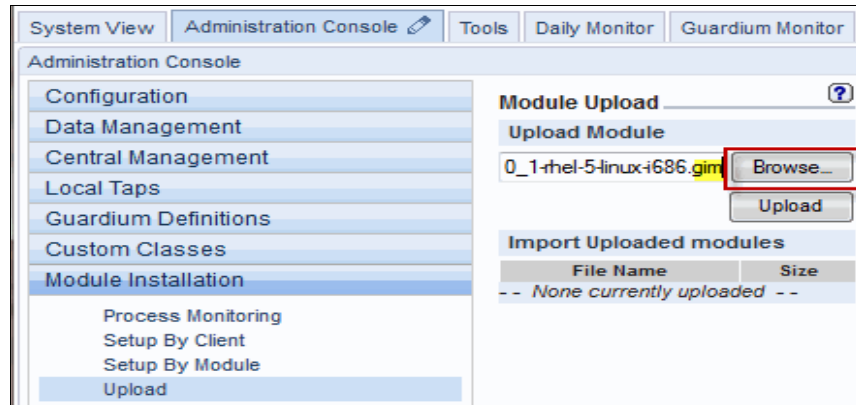 System View Administration Console Tools Daily Monitor Guardium Monitor
Administration Console
Configuration
Data Management
Central Management
Local Taps
Guardium Definitions
Custom Classes
Module Installation
Process Monitoring
Setup By Client
Setup By Module
Upload
Module Upload ?
Upload Module
0_1-rhel-5-linux-i686.gim Browse...
Upload
Import Uploaded modules
File Name Size
-- None currently uploaded --